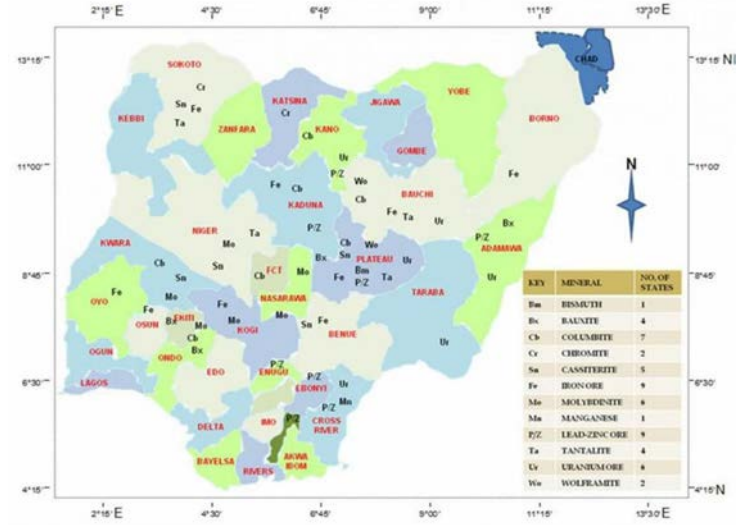 2°15' E
4°30'
6°45'
9°00'
11°15'
13°30' E
13°15'
13°15' N
CHAD
SOKOTO
Cr
Sn
Fe
Ta
KEBBI
ZANFARA
KATSINA
Cr
KANO
Cb
Ur
P/Z
JIGAWA
GOMBE
YOBE
BORNO
Fe
11°00'
11°00'
N
Fe
Cb
KADUNA
P/Z
Wo
Cb
BAUCHI
Fe
Ta
Ur
NIGER
Ta
Mo
Sn
Bx
P/Z
ADAMAWA
Ur
KWARA
Cb
Sn
Mo
FCT
Cb
Mo
NASARAWA
Mo
Cb
Wo
Sn
Bx
PLATEAU
Ur
Fe
Bm
Ta
P/Z
TARABA
Ur
8°45'
8°45'
OYO
Fe
Fe
OSUN
EKITI
Bx
Mo
Cb
Bx
ONDO
Fe
Mo
KOGI
Sn
Fe
BENUE
OGUN
LAGOS
EDO
P/Z
ENUGU
P/Z
EBONYI
P/Z
Ur
Mn
CROSS
RIVER
6°30'
6°30'
DELTA
IMO
P/Z
BAYELSA
RIVERS
AKWA
IBOM
4°15'
4°15' N
KEY MINERAL NO. OF
STATES
Bm BISMUTH 1
Bx BAUXITE 4
Cb COLUMBITE 7
Cr CHROMITE 2
Sn CASSITERITE 5
Fe IRON ORE 9
Mo MOLYBDINITE 6
Mn MANGANESE 1
P/Z LEAD-ZINC ORE 9
Ta TANTALITE 4
Ur URANIUM ORE 6
Wo WOLFRAMITE 2
2°15' E
4°30'
6°45'
9°00'
11°15'
13°30' E